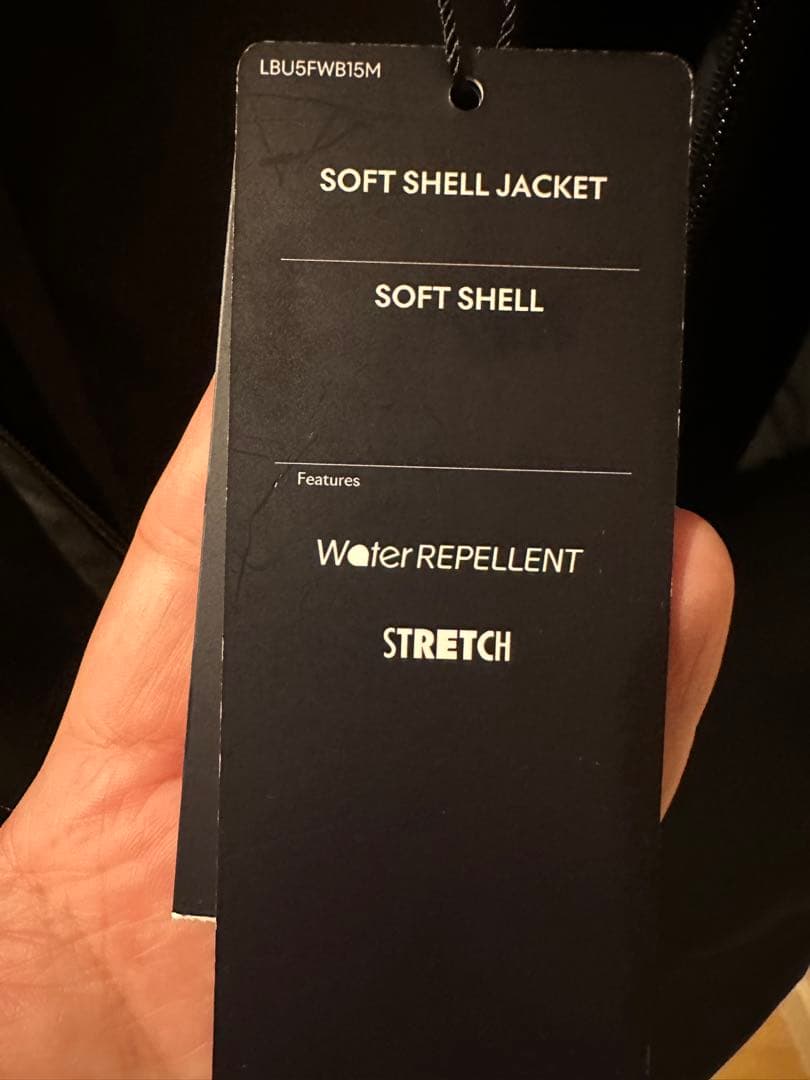 LBU5FWB15M
SOFT SHELL JACKET
SOFT SHELL
Features
Water REPELLENT
STRETCH